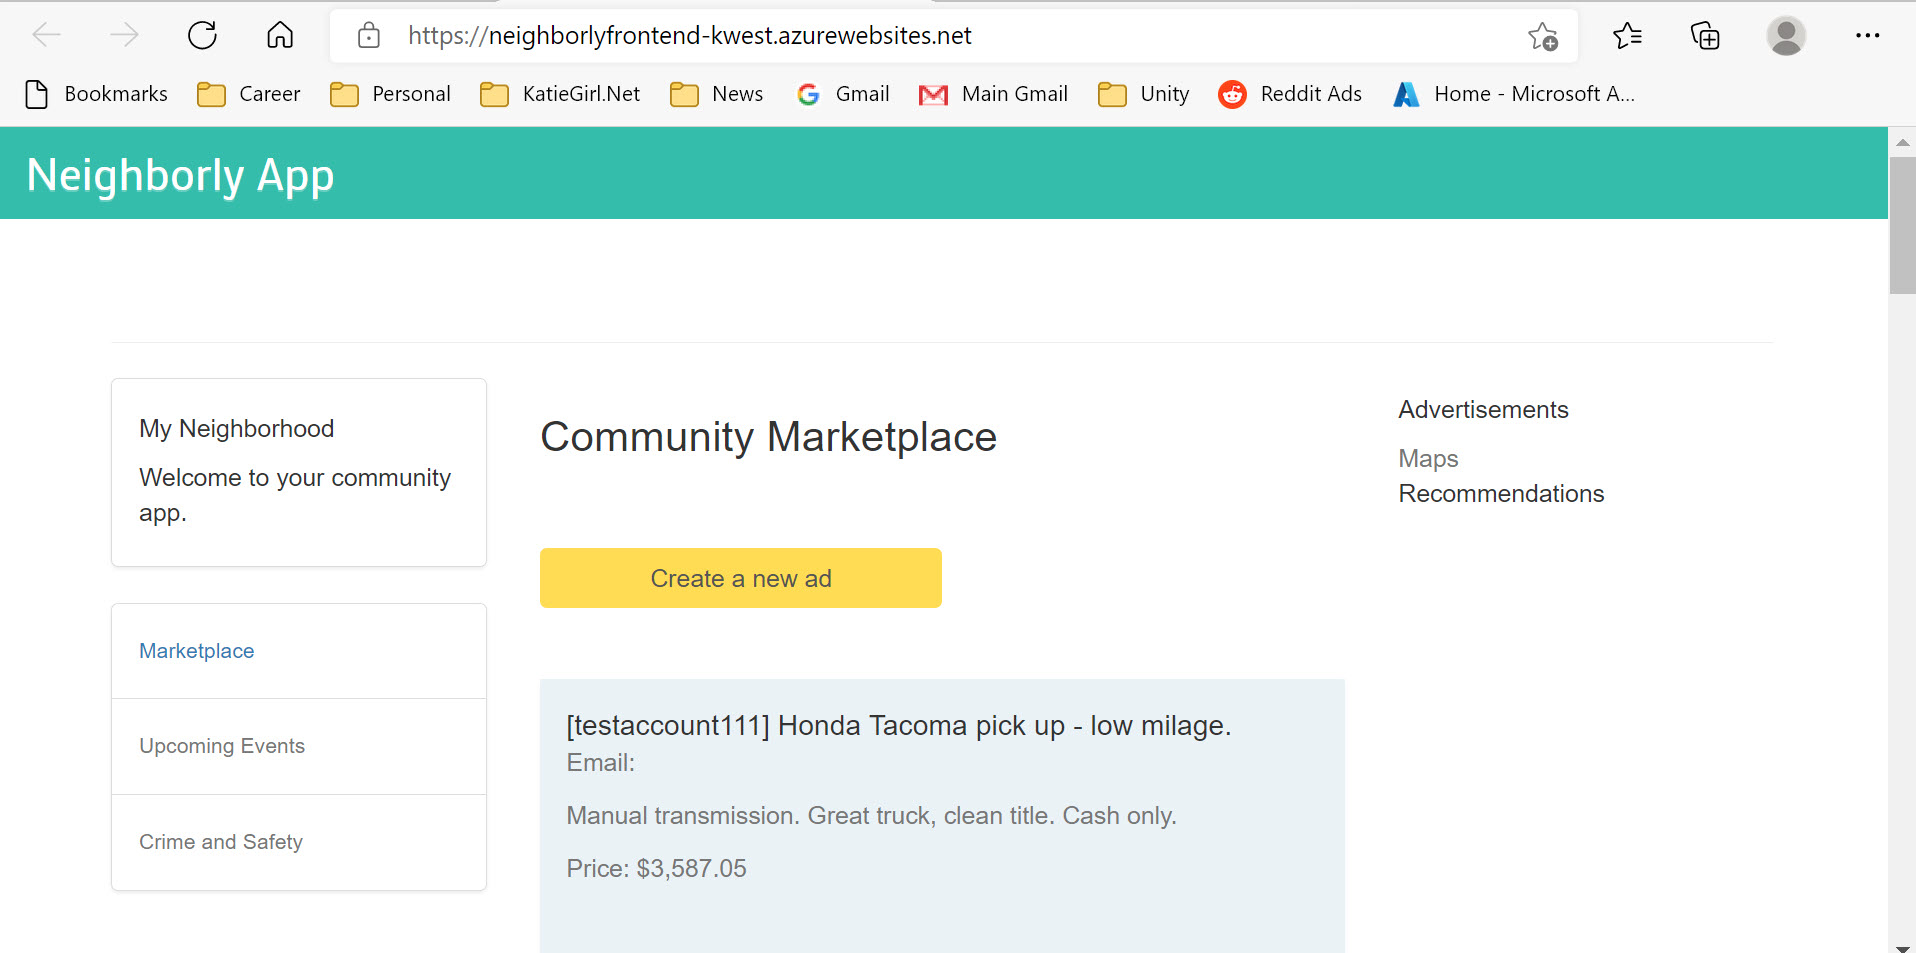 https://neighborlyfrontend-kwest.azurewebsites.net
Bookmarks Career Personal KatieGirl.Net News Gmail Main Gmail Unity Reddit Ads Home - Microsoft A...
Neighborly App
My Neighborhood
Welcome to your community
app.
Marketplace
Upcoming Events
Crime and Safety
Community Marketplace
Create a new ad
[testaccount111] Honda Tacoma pick up - low milage.
Email:
Manual transmission. Great truck, clean title. Cash only.
Price: $3,587.05
Advertisements
Maps
Recommendations